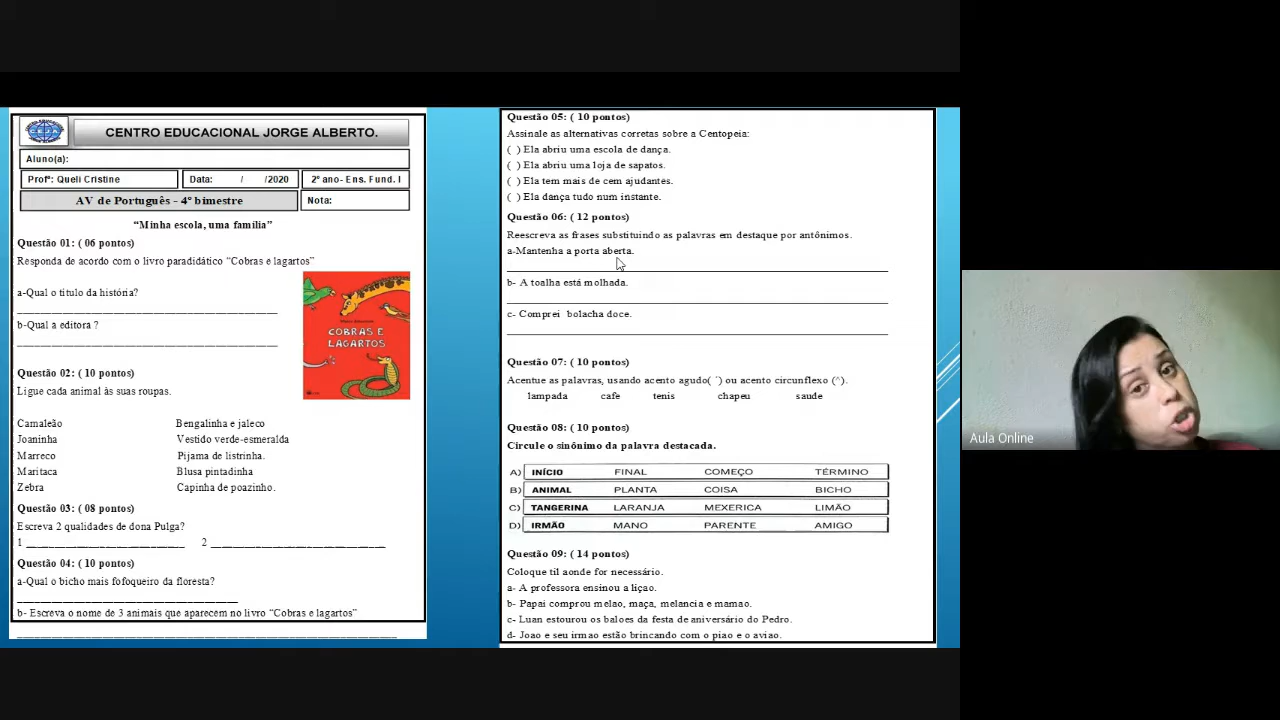 CENTRO EDUCACIONAL JORGE ALBERTO.
Aluno(a):
Profª: Queli Cristine Data: / /2020 2º ano- Ens. Fund. I
AV de Português - 4º bimestre Nota:
“Minha escola, uma família”
Questão 01: ( 06 pontos)
Responda de acordo com o livro paradidático “Cobras e lagartos”
a-Qual o título da história?
b-Qual a editora ?
COBRAS E
LAGARTOS
Questão 02: ( 10 pontos)
Ligue cada animal às suas roupas.
Camaleão Bengalinha e jaleco
Joaninha Vestido verde-esmeralda
Marreco Pijama de listrinha.
Maritaca Blusa pintadinha
Zebra Capinha de poazinho.
Questão 03: ( 08 pontos)
Escreva 2 qualidades de dona Pulga?
1 ____________________________ 2 ______________________________
Questão 04: ( 10 pontos)
a-Qual o bicho mais fofoqueiro da floresta?
b- Escreva o nome de 3 animais que aparecem no livro “Cobras e lagartos”
Questão 05: ( 10 pontos)
Assinale as alternativas corretas sobre a Centopeia:
( ) Ela abriu uma escola de dança.
( ) Ela abriu uma loja de sapatos.
( ) Ela tem mais de cem ajudantes.
( ) Ela dança tudo num instante.
Questão 06: ( 12 pontos)
Reescreva as frases substituindo as palavras em destaque por antônimos.
a-Mantenha a porta aberta.
b- A toalha está molhada.
c- Comprei bolacha doce.
Questão 07: ( 10 pontos)
Acentue as palavras, usando acento agudo( ´) ou acento circunflexo (^).
lampada cafe tenis chapeu saude
Questão 08: ( 10 pontos)
Circule o sinônimo da palavra destacada.
A) INÍCIO FINAL COMEÇO TÉRMINO
B) ANIMAL PLANTA COISA BICHO
C) TANGERINA LARANJA MEXERICA LIMÃO
D) IRMÃO MANO PARENTE AMIGO
Questão 09: ( 14 pontos)
Coloque til aonde for necessário.
a- A professora ensinou a liçao.
b- Papai comprou melao, maça, melancia e mamao.
c- Luan estourou os baloes da festa de aniversário do Pedro.
d- Joao e seu irmao estão brincando com o piao e o aviao.
Aula Online